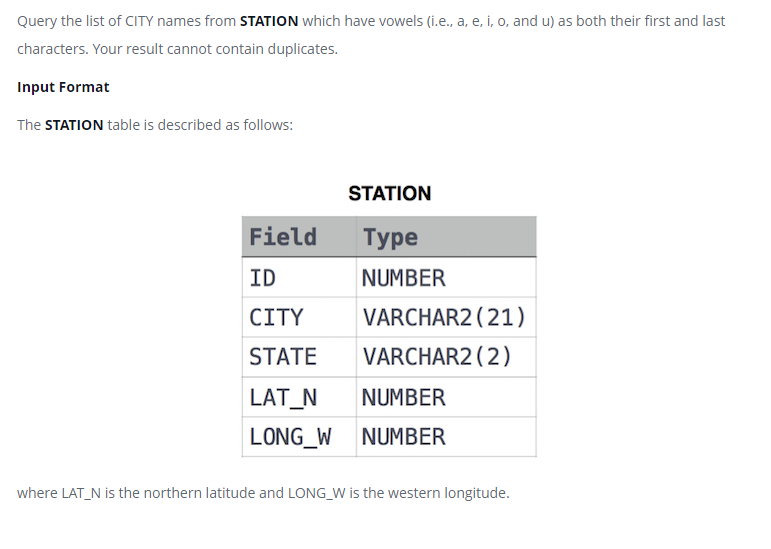 Query the list of CITY names from STATION which have vowels (i.e., a, e, i, o, and u) as both their first and last
characters. Your result cannot contain duplicates.
Input Format
The STATION table is described as follows:
STATION
Field Type
ID NUMBER
CITY VARCHAR2(21)
STATE VARCHAR2(2)
LAT_N NUMBER
LONG_W NUMBER
where LAT_N is the northern latitude and LONG_W is the western longitude.